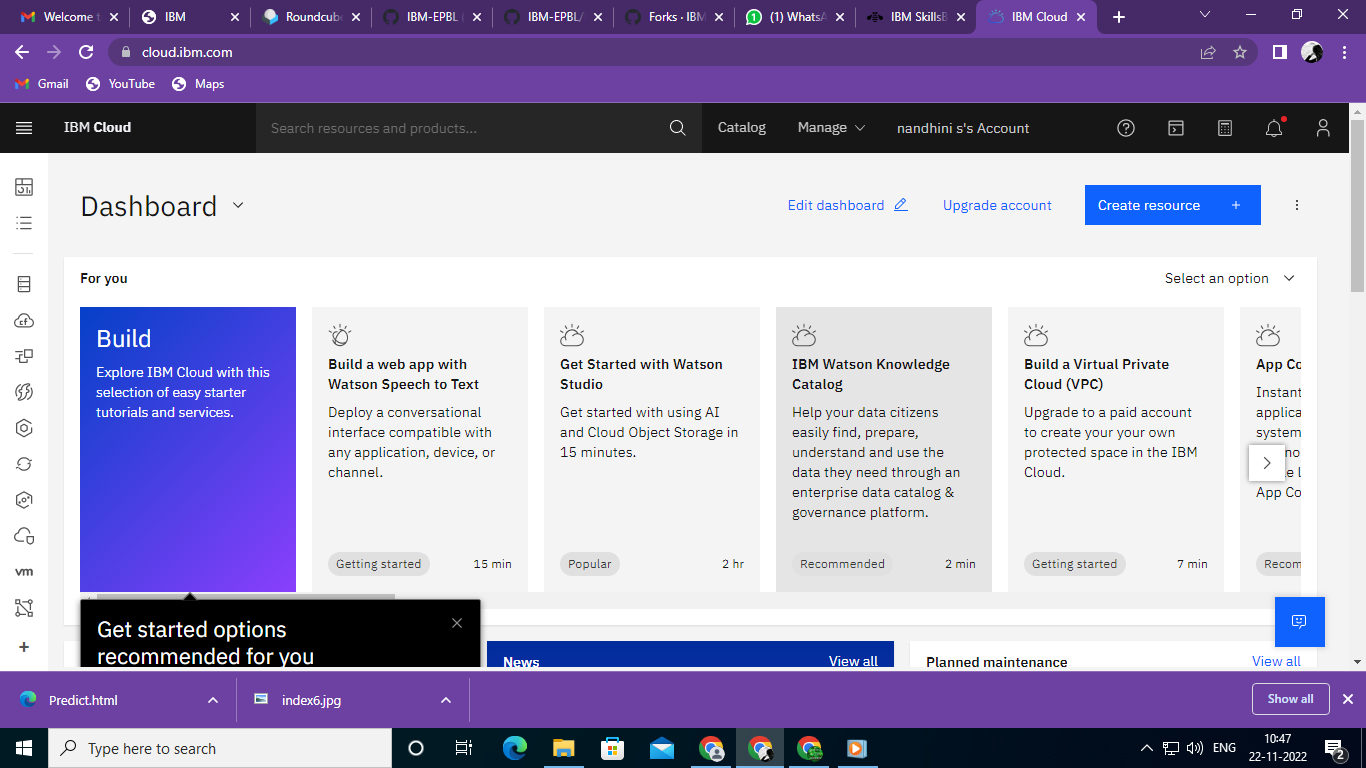 Welcome t
IBM
Roundcube
IBM-EPBL
IBM-EPBL/
Forks · IBM
(1) WhatsA
IBM SkillsB
IBM Cloud
cloud.ibm.com
Gmail
YouTube
Maps
IBM Cloud
Search resources and products...
Catalog
Manage
nandhini s's Account
Dashboard
Edit dashboard
Upgrade account
Create resource +
For you
Select an option
Build
Explore IBM Cloud with this
selection of easy starter
tutorials and services.
Build a web app with
Watson Speech to Text
Deploy a conversational
interface compatible with
any application, device, or
channel.
Getting started
15 min
Get Started with Watson
Studio
Get started with using AI
and Cloud Object Storage in
15 minutes.
Popular
2 hr
IBM Watson Knowledge
Catalog
Help your data citizens
easily find, prepare,
understand and use the
data they need through an
enterprise data catalog &
governance platform.
Recommended
2 min
Build a Virtual Private
Cloud (VPC)
Upgrade to a paid account
to create your your own
protected space in the IBM
Cloud.
Getting started
7 min
App Co
Instant
applica
system
App Co
Recom
vm
Get started options
recommended for you
News
View all
Planned maintenance
View all
Predict.html
index6.jpg
Show all
Type here to search
ENG
10:47
22-11-2022
2